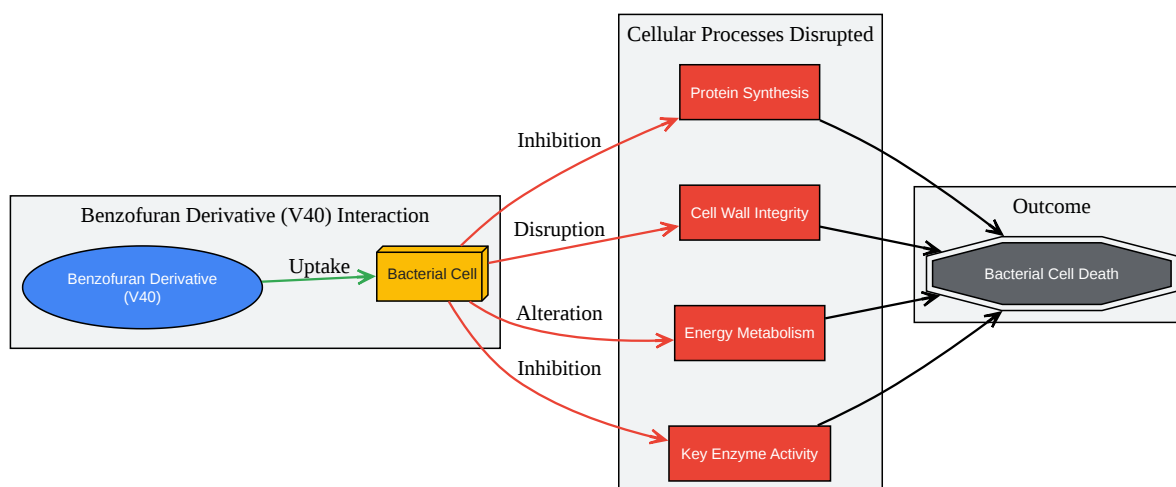 Cellular Processes Disrupted
Protein Synthesis
Inhibition
Benzofuran Derivative (V40) Interaction
Cell Wall Integrity
Outcome
Disruption
Benzofuran Derivative
(V40)
Uptake
Bacterial Cell
Bacterial Cell Death
Alteration
Energy Metabolism
Inhibition
Key Enzyme Activity